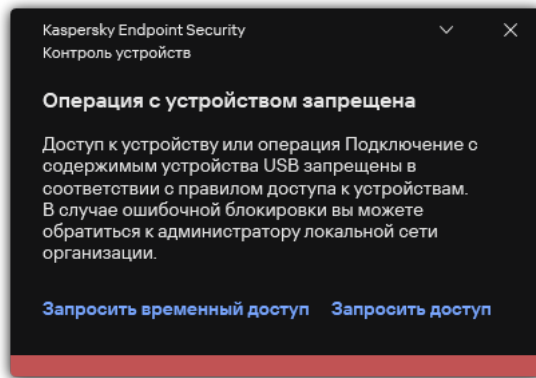 Kaspersky Endpoint Security
Контроль устройств
Операция с устройством запрещена
Доступ к устройству или операция Подключение с
содержимым устройства USB запрещены в
соответствии с правилом доступа к устройствам.
В случае ошибочной блокировки вы можете
обратиться к администратору локальной сети
организации.
Запросить временный доступ Запросить доступ